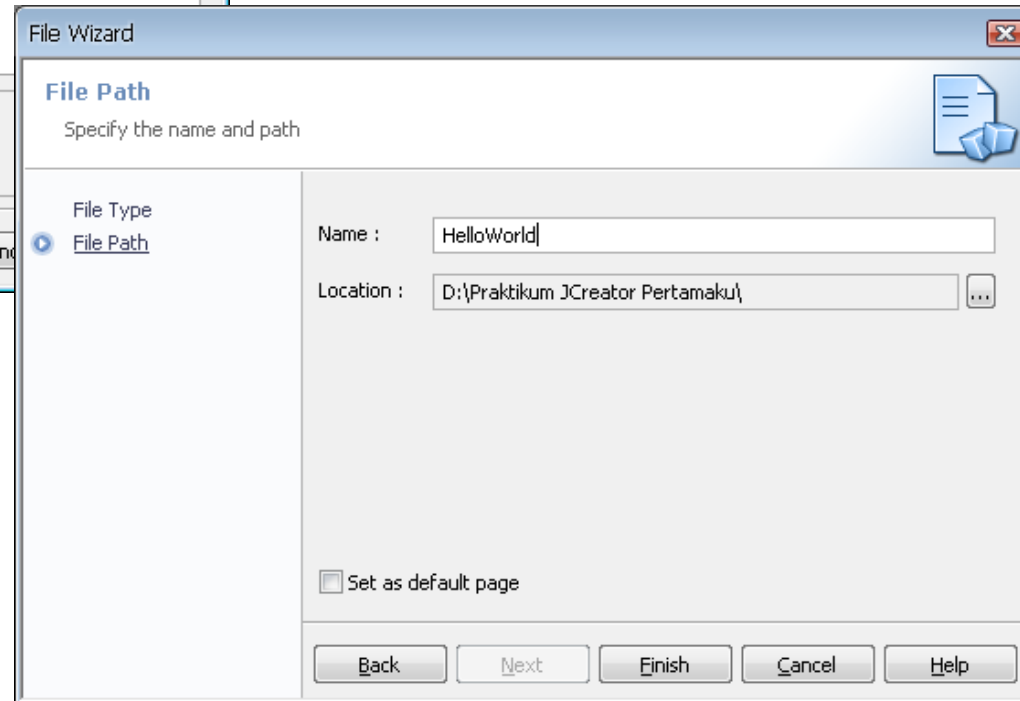 File Wizard
File Path
Specify the name and path
File Type
File Path
Name :
HelloWorld
Location :
D:\Praktikum JCreator Pertamaku\
...
Set as default page
Back
Next
Finish
Cancel
Help